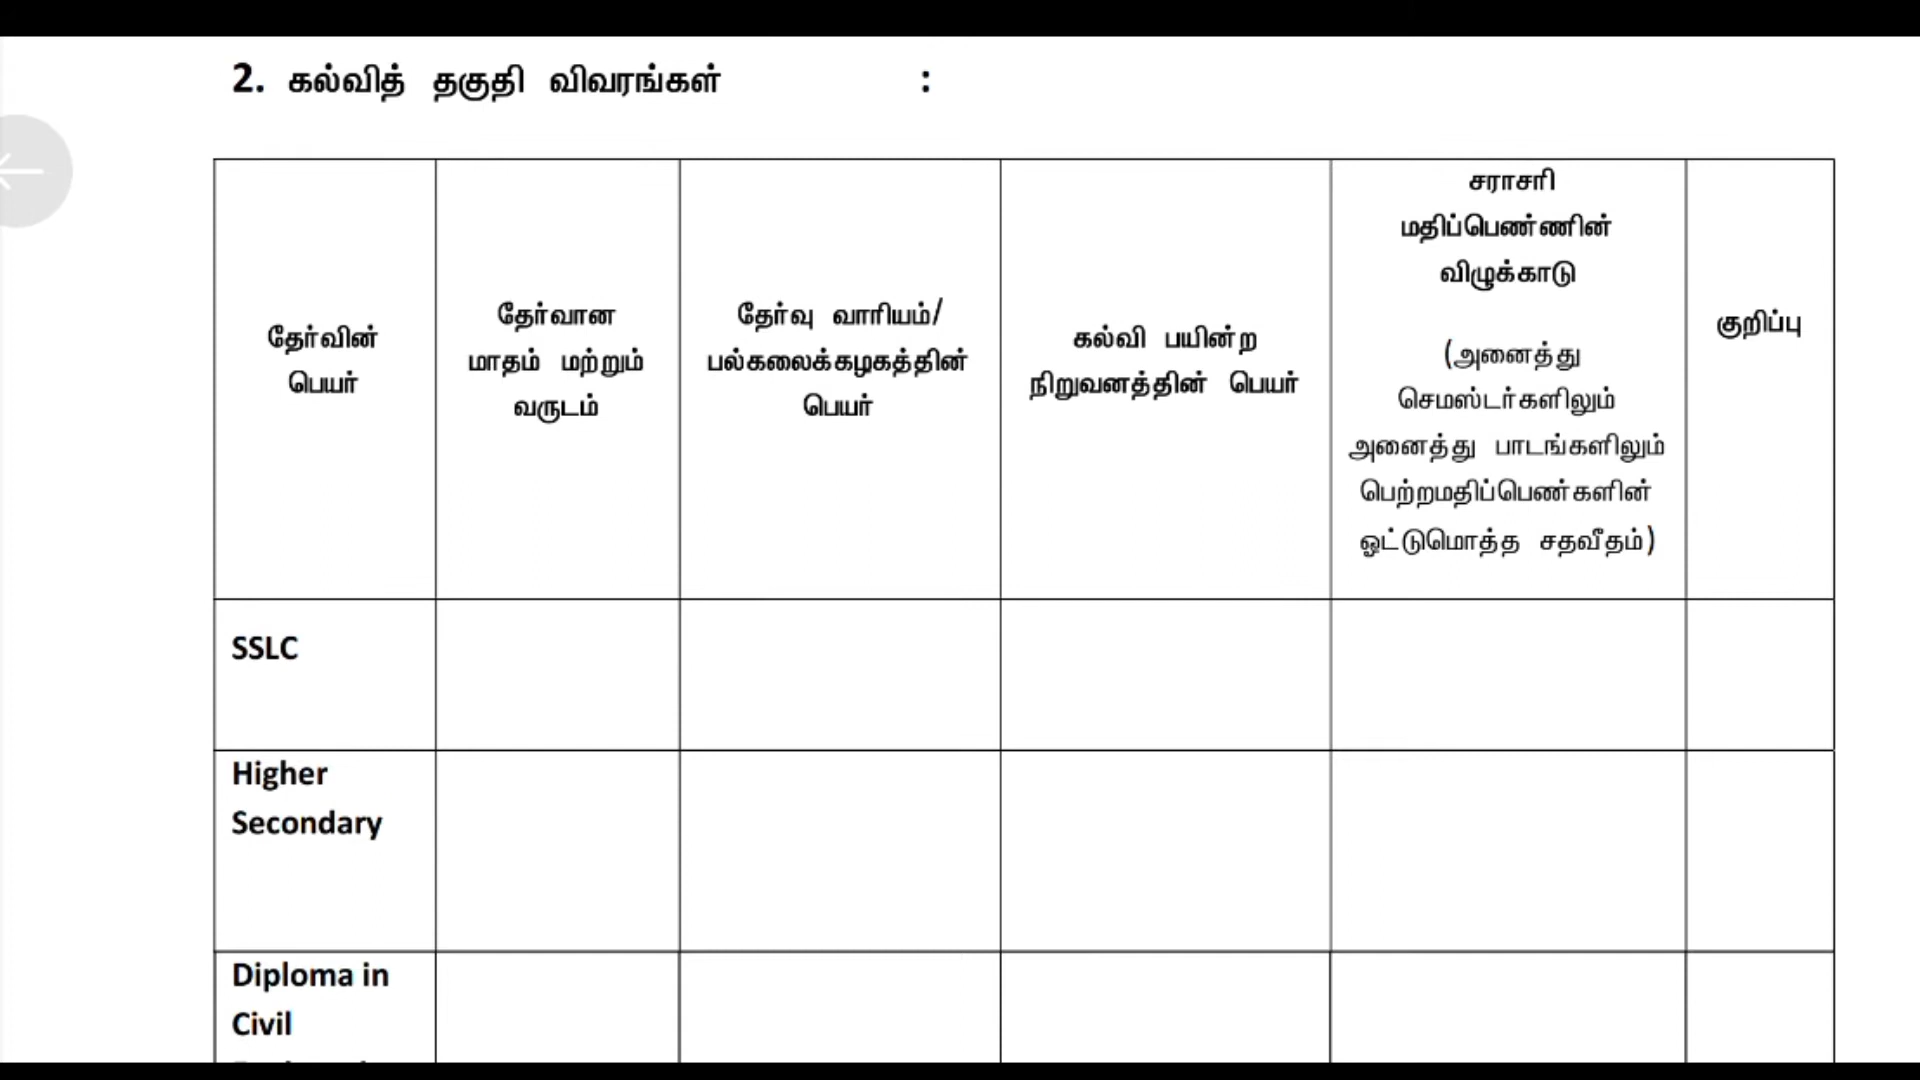 2. கல்வித் தகுதி விவரங்கள் :
தேர்வின்
பெயர்
தேர்வான
மாதம் மற்றும்
வருடம்
தேர்வு வாரியம்/
பல்கலைக்கழகத்தின்
பெயர்
கல்வி பயின்ற
நிறுவனத்தின் பெயர்
சராசரி
மதிப்பெண்ணின்
விழுக்காடு
(அனைத்து
செமஸ்டர்களிலும்
அனைத்து பாடங்களிலும்
பெற்றமதிப்பெண்களின்
ஓட்டுமொத்த சதவீதம்)
குறிப்பு
SSLC
Higher
Secondary
Diploma in
Civil